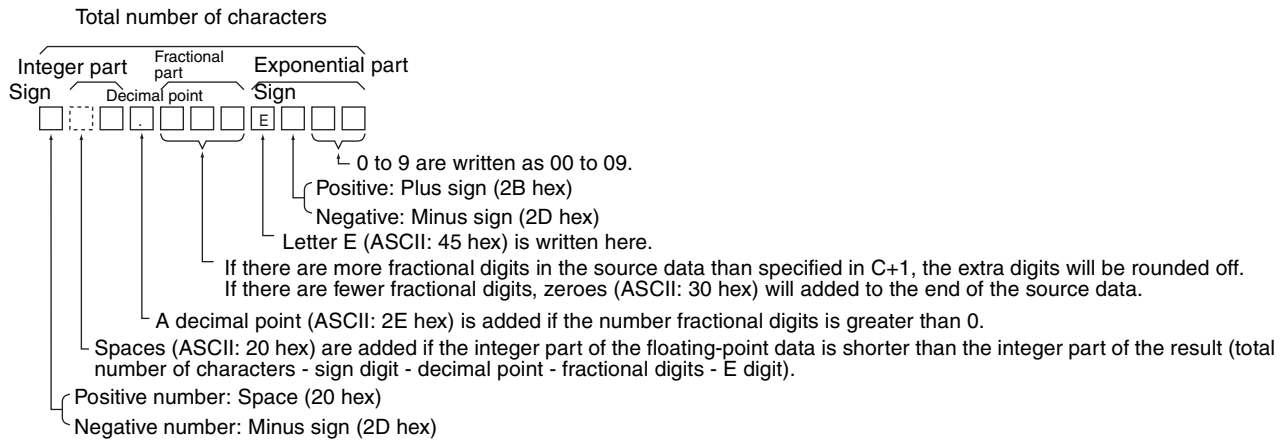 Total number of characters
Integer part
Fractional
part
Exponential part
Sign
Decimal point
Sign
.
E
0 to 9 are written as 00 to 09.
Positive: Plus sign (2B hex)
Negative: Minus sign (2D hex)
Letter E (ASCII: 45 hex) is written here.
If there are more fractional digits in the source data than specified in C+1, the extra digits will be rounded off.
If there are fewer fractional digits, zeroes (ASCII: 30 hex) will added to the end of the source data.
A decimal point (ASCII: 2E hex) is added if the number fractional digits is greater than 0.
Spaces (ASCII: 20 hex) are added if the integer part of the floating-point data is shorter than the integer part of the result (total
number of characters - sign digit - decimal point - fractional digits - E digit).
Positive number: Space (20 hex)
Negative number: Minus sign (2D hex)